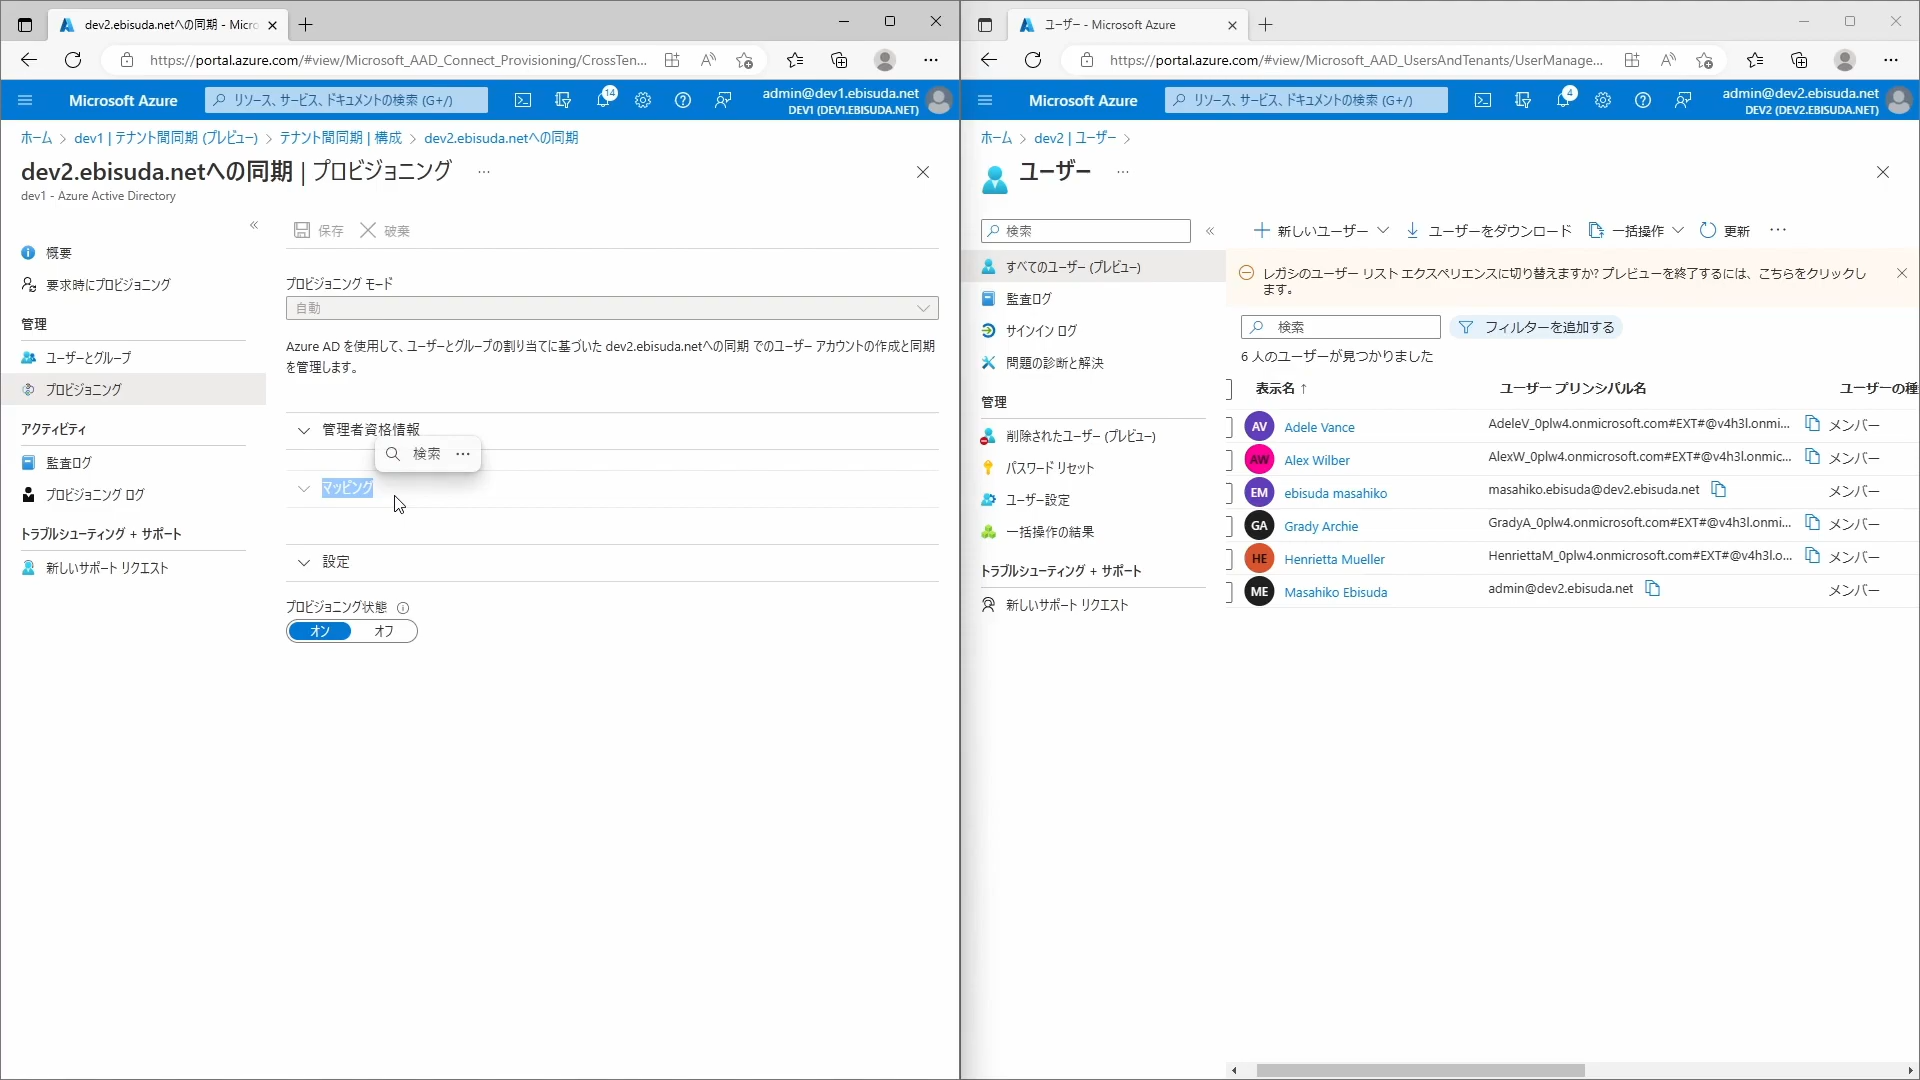 dev2.ebisuda.netへの同期 - Micro
https://portal.azure.com/#view/Microsoft_AAD_Connect_Provisioning/CrossTen...
Microsoft Azure
リソース、サービス、ドキュメントの検索 (G+/)
14
admin@dev1.ebisuda.net
DEV1 (DEV1.EBISUDA.NET)
ホーム > dev1 | テナント間同期 (プレビュー) > テナント間同期 | 構成 > dev2.ebisuda.netへの同期
dev2.ebisuda.netへの同期 | プロビジョニング ...
dev1 - Azure Active Directory
概要
要求時にプロビジョニング
管理
ユーザーとグループ
プロビジョニング
アクティビティ
監査ログ
プロビジョニング ログ
トラブルシューティング + サポート
新しいサポート リクエスト
保存 破棄
プロビジョニング モード
自動
Azure AD を使用して、ユーザーとグループの割り当てに基づいた dev2.ebisuda.netへの同期 でのユーザー アカウントの作成と同期
を管理します。
管理者資格情報
検索 ...
マッピング
設定
プロビジョニング状態
オン オフ
ユーザー - Microsoft Azure
https://portal.azure.com/#view/Microsoft_AAD_UsersAndTenants/UserManage...
Microsoft Azure
リソース、サービス、ドキュメントの検索 (G+/)
4
admin@dev2.ebisuda.net
DEV2 (DEV2.EBISUDA.NET)
ホーム > dev2 | ユーザー >
ユーザー ...
検索
すべてのユーザー (プレビュー)
監査ログ
サインイン ログ
問題の診断と解決
管理
削除されたユーザー (プレビュー)
パスワード リセット
ユーザー設定
一括操作の結果
トラブルシューティング + サポート
新しいサポート リクエスト
新しいユーザー ユーザーをダウンロード 一括操作 更新 ...
レガシのユーザー リスト エクスペリエンスに切り替えますか? プレビューを終了するには、こちらをクリックし
ます。
検索 フィルターを追加する
6 人のユーザーが見つかりました
表示名 ↑ ユーザー プリンシパル名 ユーザーの種
AV Adele Vance AdeleV_0plw4.onmicrosoft.com#EXT#@v4h3l.onmi... メンバー
AW Alex Wilber AlexW_0plw4.onmicrosoft.com#EXT#@v4h3l.onmic... メンバー
EM ebisuda masahiko masahiko.ebisuda@dev2.ebisuda.net メンバー
GA Grady Archie GradyA_0plw4.onmicrosoft.com#EXT#@v4h3l.onmi... メンバー
HE Henrietta Mueller HenriettaM_0plw4.onmicrosoft.com#EXT#@v4h3l.o... メンバー
ME Masahiko Ebisuda admin@dev2.ebisuda.net メンバー